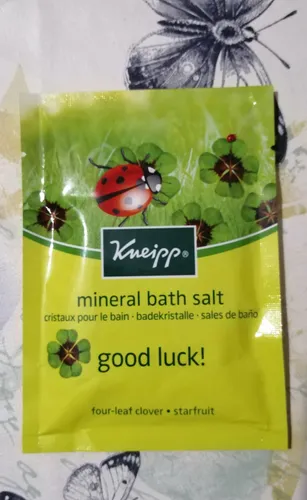 Kneipp®
mineral bath salt
cristaux pour le bain · badekristalle · sales de baño
good luck!
four-leaf clover • starfruit